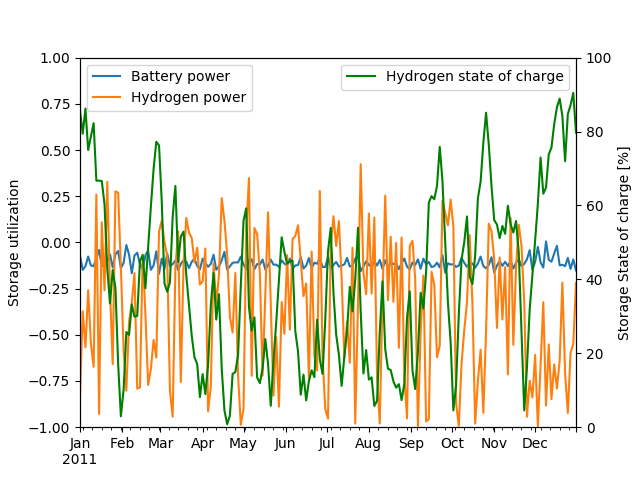 Battery power
Hydrogen power
Hydrogen state of charge
Storage utilization
1.00
0.75
0.50
0.25
0.00
−0.25
−0.50
−0.75
−1.00
100
80
60
40
20
0
Storage State of charge [%]
Jan Feb Mar Apr May Jun Jul Aug Sep Oct Nov Dec
2011